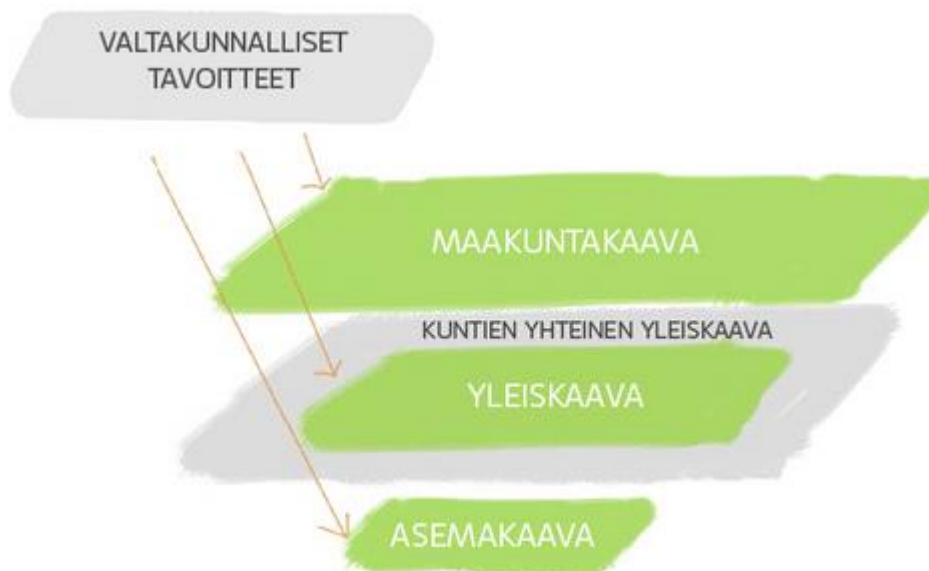 VALTAKUNNALLISET
TAVOITTEET
MAAKUNTAKAAVA
KUNTIEN YHTEINEN YLEISKAAVA
YLEISKAAVA
ASEMAKAAVA